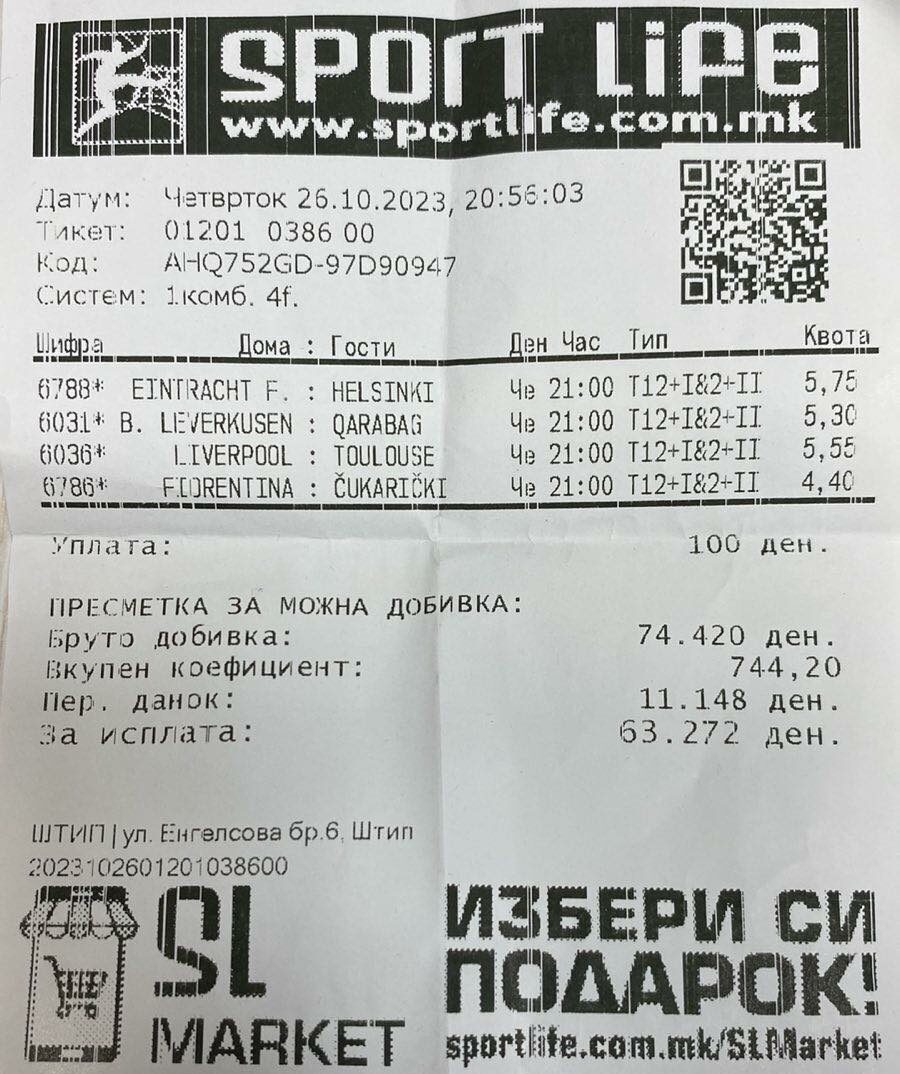 SPORT LIFE
www.sportlife.com.mk
Датум: Четврток 26.10.2023, 20:56:03
Тикет: 01201 0386 00
Код: AHQ752GD-97D90947
Систем: 1комб. 4f.
Шифра Дома : Гости Ден Час Тип Квота
6788* EINTRACHT F. : HELSINKI Че 21:00 T12+I&2+II 5,75
6031* B. LEVERKUSEN : QARABAG Че 21:00 T12+I&2+II 5,30
6036* LIVERPOOL : TOULOUSE Че 21:00 T12+I&2+II 5,55
6786* FIORENTINA : ČUKARIČKI Че 21:00 T12+I&2+II 4,40
Уплата: 100 ден.
ПРЕСМЕТКА ЗА МОЖНА ДОБИВКА:
Бруто добивка: 74.420 ден.
Вкупен коефициент: 744,20
Пер. данок: 11.148 ден.
За исплата: 63.272 ден.
ШТИП | ул. Енгелсова бр.6, Штип
2023102601201038600
SL
MARKET
ИЗБЕРИ СИ
ПОДАРОК!
sportlife.com.mk/SLMarket